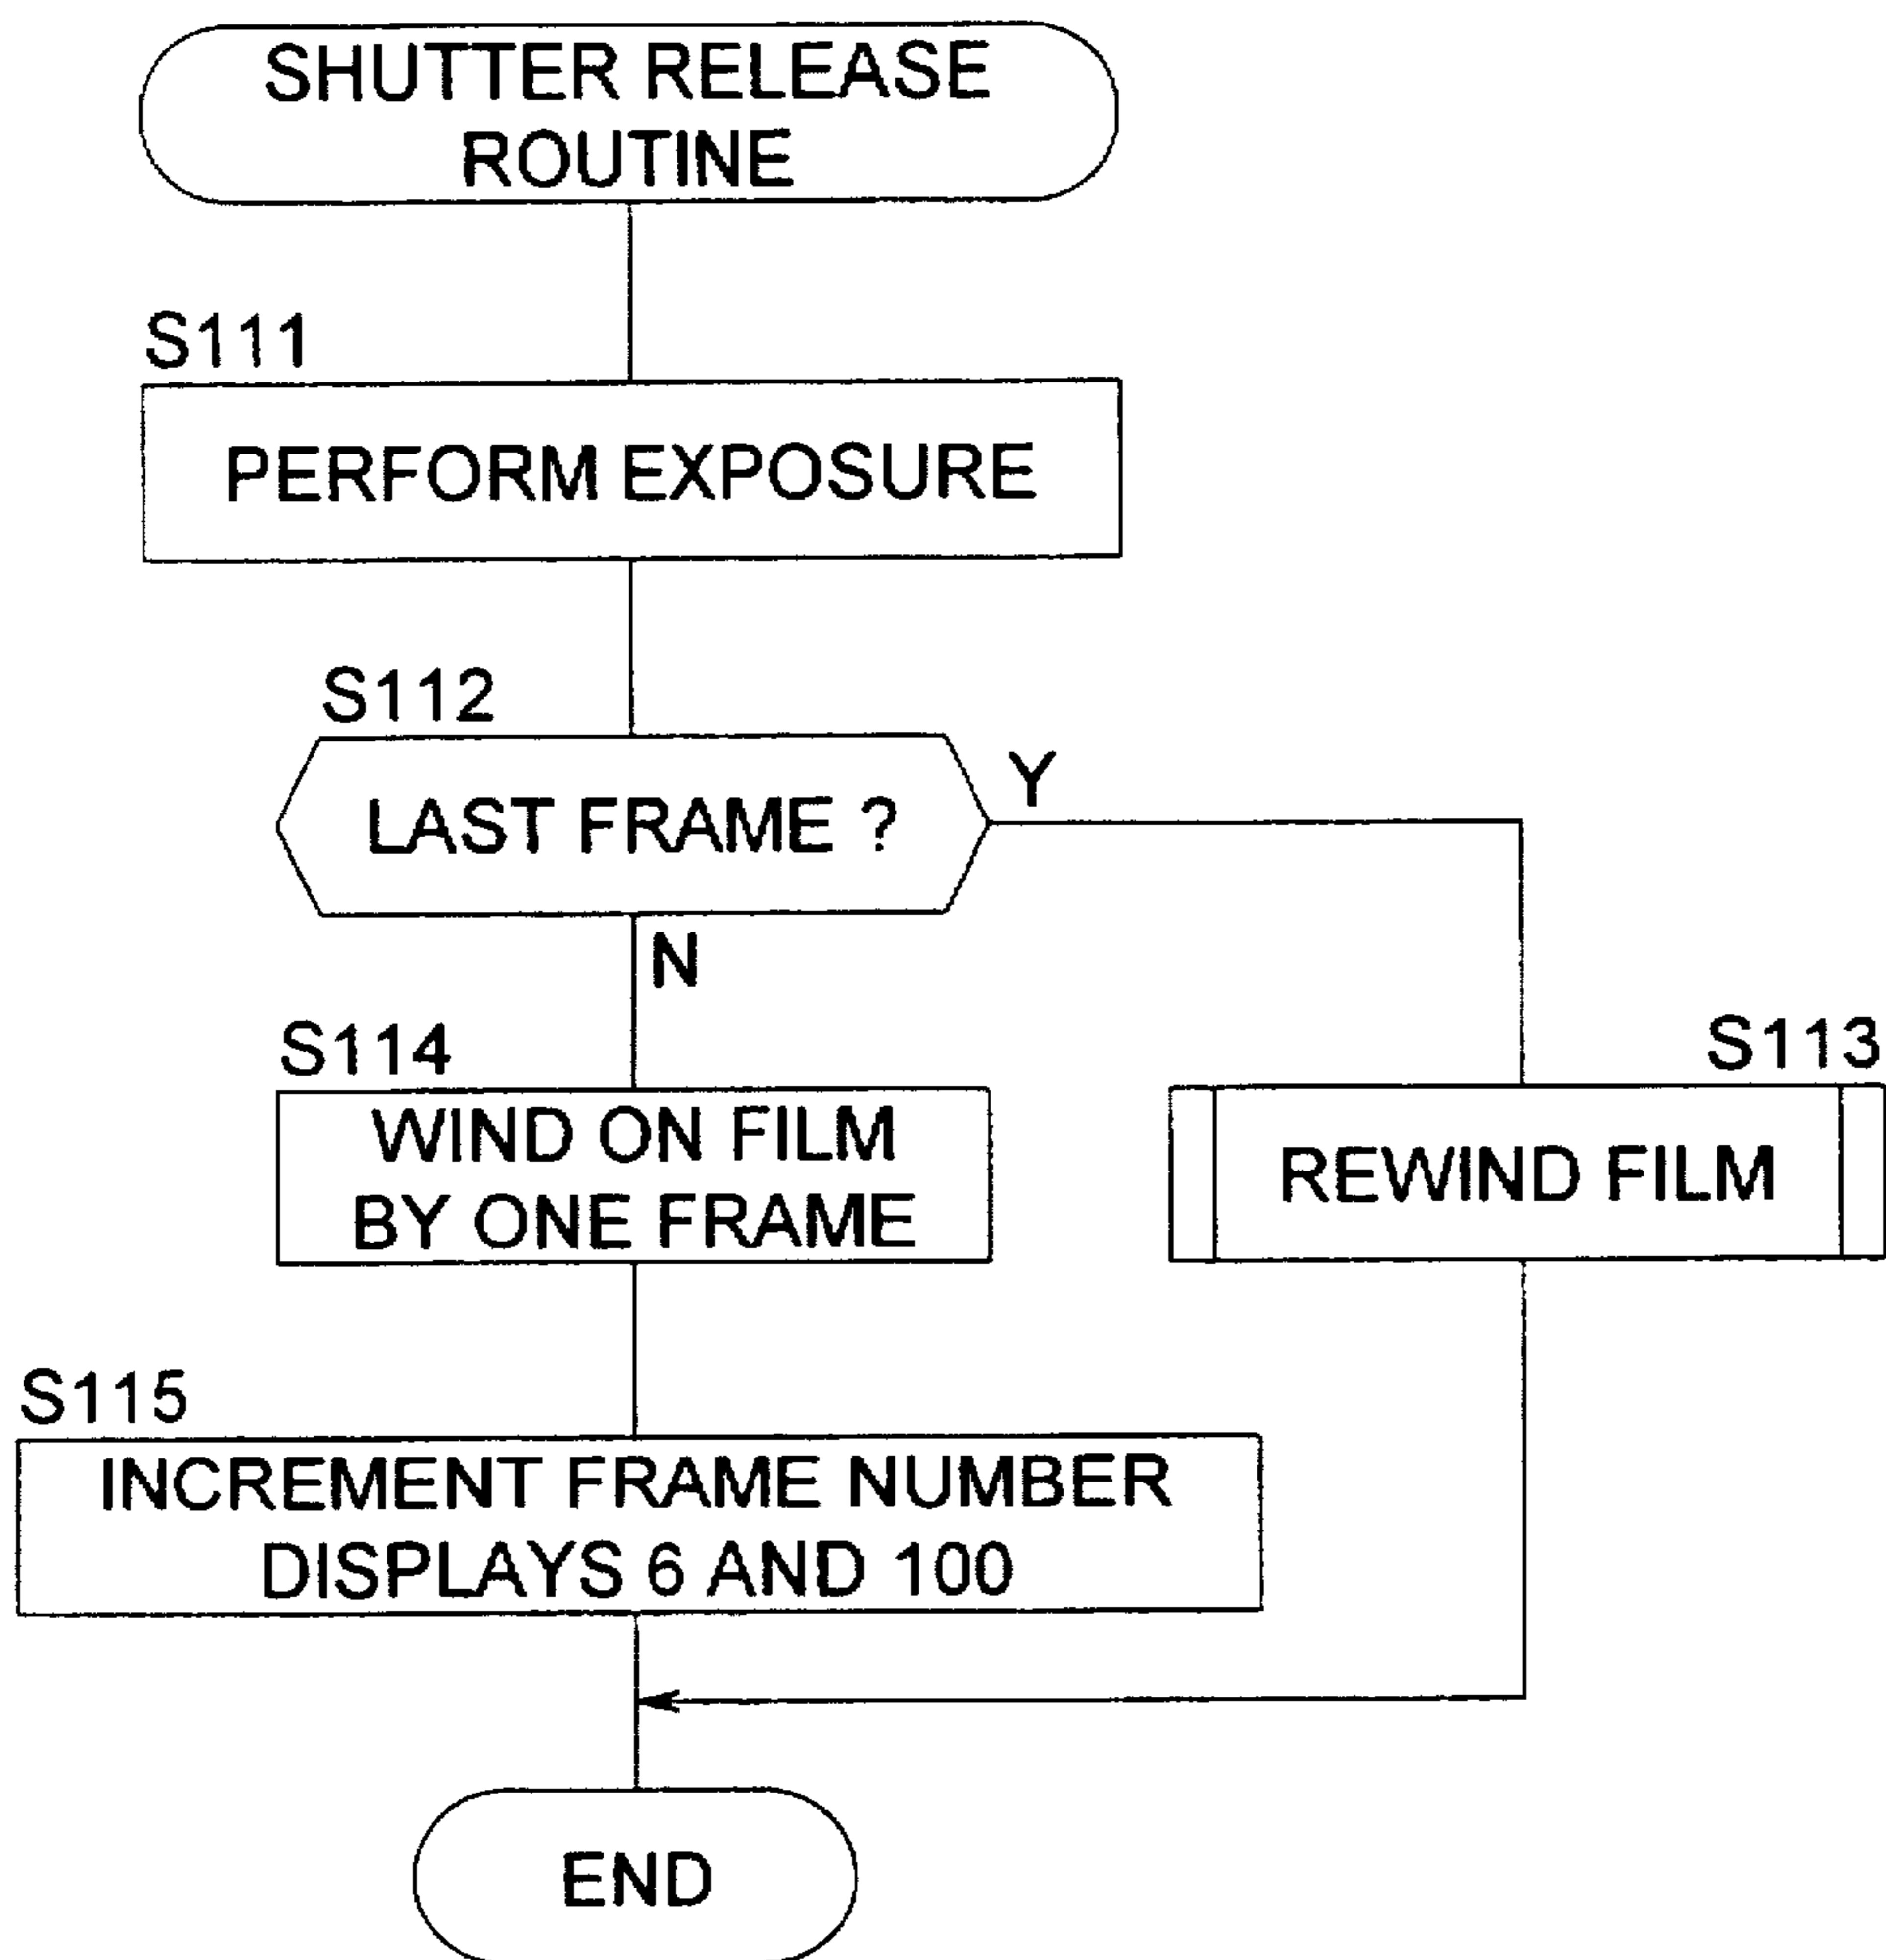 SHUTTER RELEASE
ROUTINE
S111
PERFORM EXPOSURE
S112
LAST FRAME ?
Y
N
S114
WIND ON FILM
BY ONE FRAME
S113
REWIND FILM
S115
INCREMENT FRAME NUMBER
DISPLAYS 6 AND 100
END